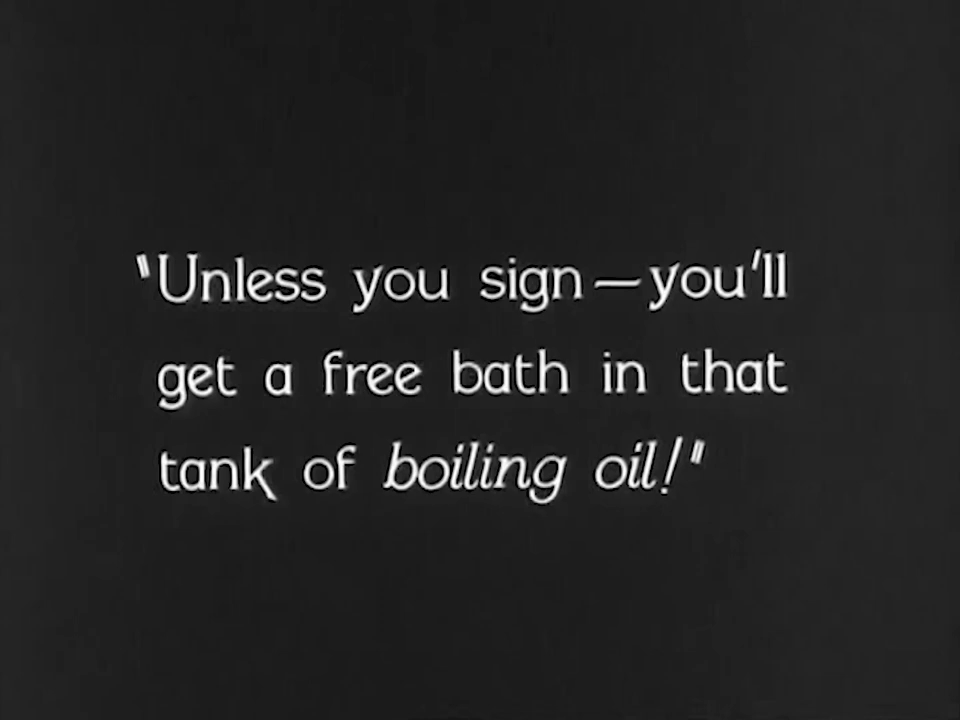 "Unless you sign—you'll
get a free bath in that
tank of boiling oil!"